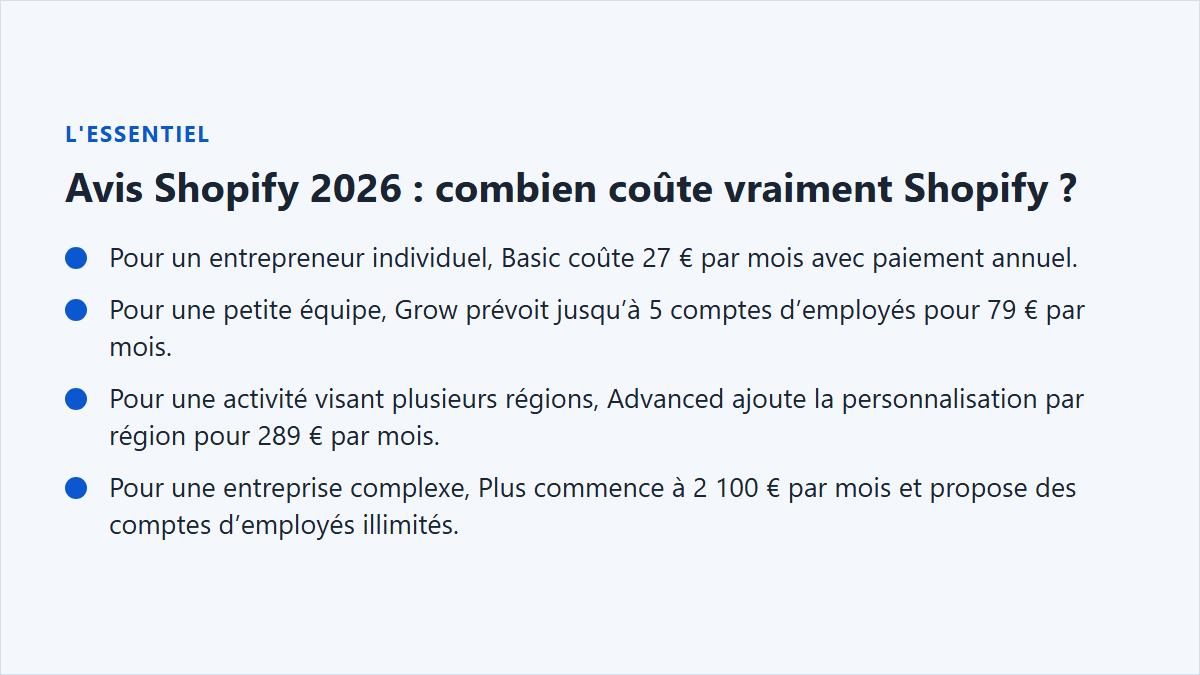 L'ESSENTIEL
Avis Shopify 2026 : combien coûte vraiment Shopify ?
Pour un entrepreneur individuel, Basic coûte 27 € par mois avec paiement annuel.
Pour une petite équipe, Grow prévoit jusqu’à 5 comptes d’employés pour 79 € par
mois.
Pour une activité visant plusieurs régions, Advanced ajoute la personnalisation par
région pour 289 € par mois.
Pour une entreprise complexe, Plus commence à 2 100 € par mois et propose des
comptes d’employés illimités.